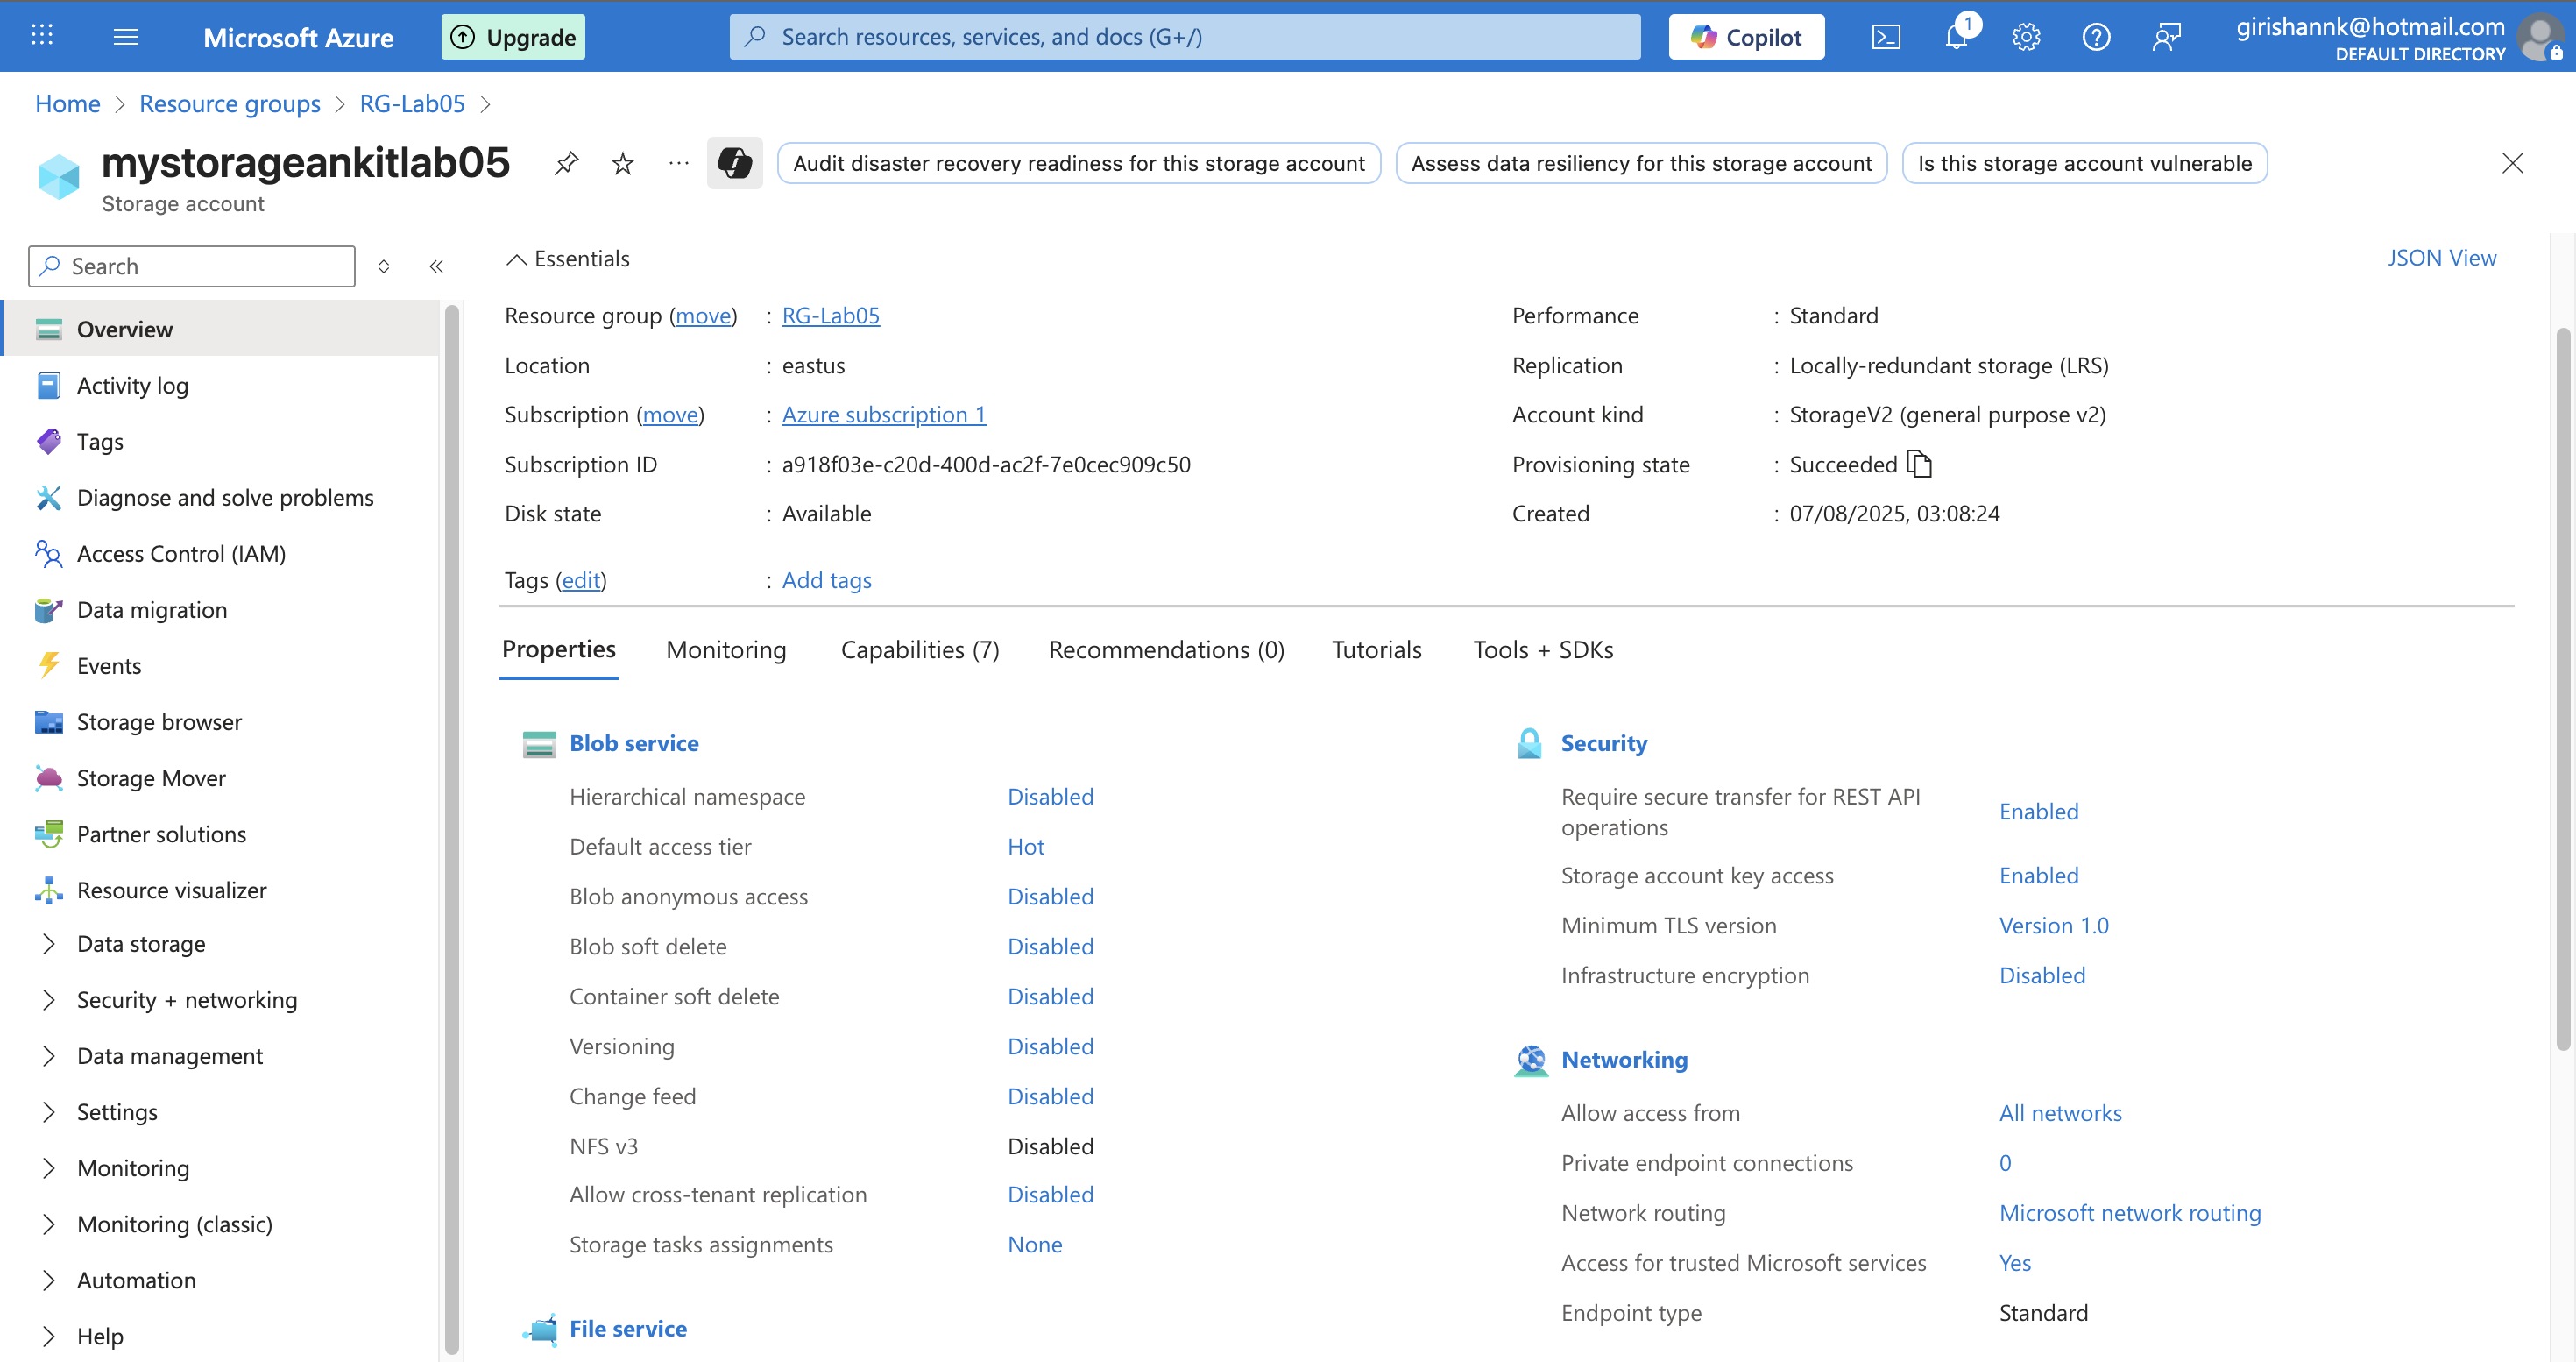 Microsoft Azure
Upgrade
Search resources, services, and docs (G+/)
Copilot
1
girishannk@hotmail.com
DEFAULT DIRECTORY
Home > Resource groups > RG-Lab05 >
mystorageankitlab05
Storage account
Audit disaster recovery readiness for this storage account
Assess data resiliency for this storage account
Is this storage account vulnerable
Search
Overview
Activity log
Tags
Diagnose and solve problems
Access Control (IAM)
Data migration
Events
Storage browser
Storage Mover
Partner solutions
Resource visualizer
Data storage
Security + networking
Data management
Settings
Monitoring
Monitoring (classic)
Automation
Help
Essentials
JSON View
Resource group (move) : RG-Lab05
Location : eastus
Subscription (move) : Azure subscription 1
Subscription ID : a918f03e-c20d-400d-ac2f-7e0cec909c50
Disk state : Available
Tags (edit) : Add tags
Performance : Standard
Replication : Locally-redundant storage (LRS)
Account kind : StorageV2 (general purpose v2)
Provisioning state : Succeeded
Created : 07/08/2025, 03:08:24
Properties Monitoring Capabilities (7) Recommendations (0) Tutorials Tools + SDKs
Blob service
Hierarchical namespace Disabled
Default access tier Hot
Blob anonymous access Disabled
Blob soft delete Disabled
Container soft delete Disabled
Versioning Disabled
Change feed Disabled
NFS v3 Disabled
Allow cross-tenant replication Disabled
Storage tasks assignments None
File service
Security
Require secure transfer for REST API
operations Enabled
Storage account key access Enabled
Minimum TLS version Version 1.0
Infrastructure encryption Disabled
Networking
Allow access from All networks
Private endpoint connections 0
Network routing Microsoft network routing
Access for trusted Microsoft services Yes
Endpoint type Standard